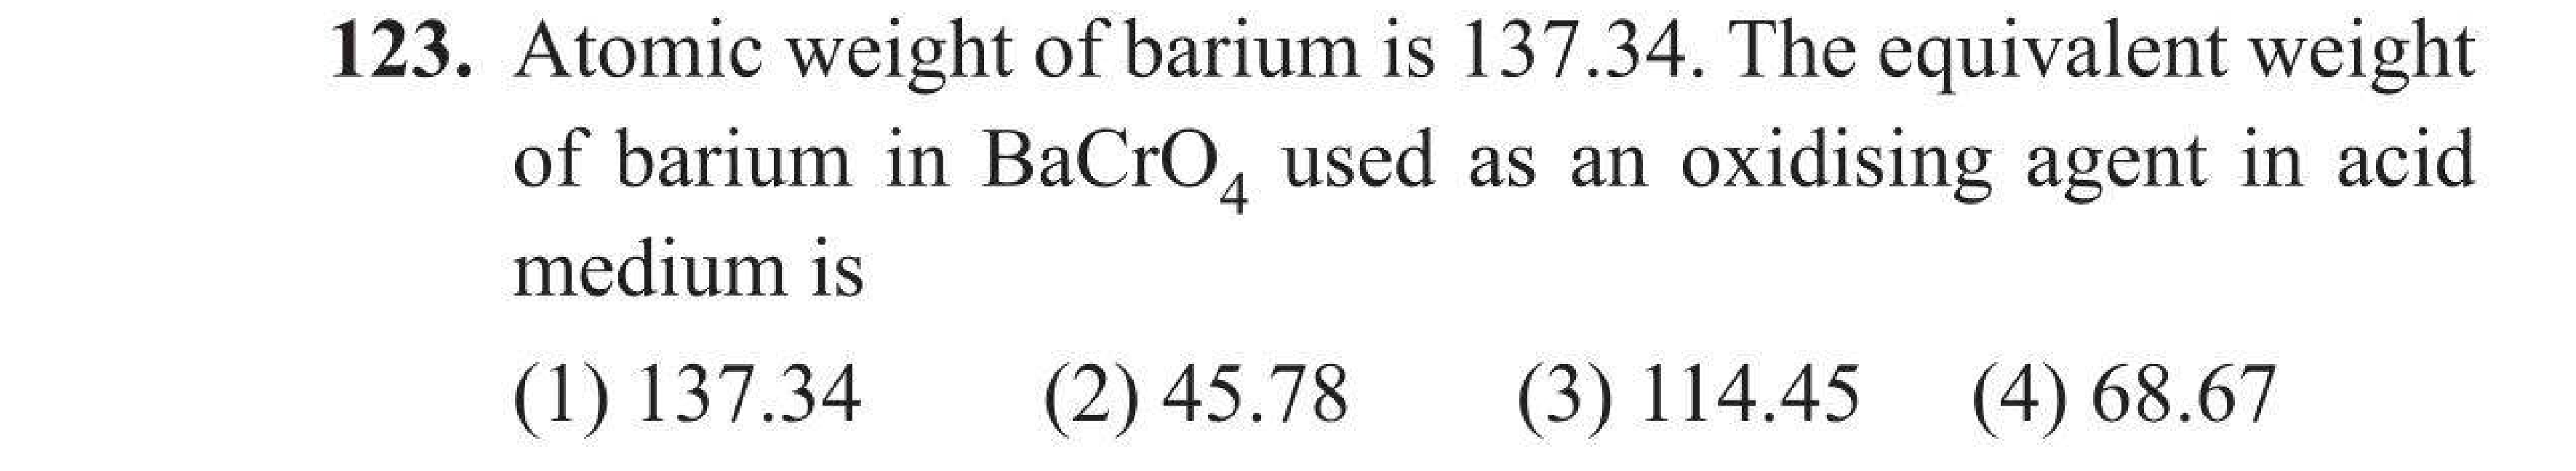 123. Atomic weight of barium is 137.34. The equivalent weight
of barium in BaCrO₄ used as an oxidising agent in acid
medium is
(1) 137.34 (2) 45.78 (3) 114.45 (4) 68.67